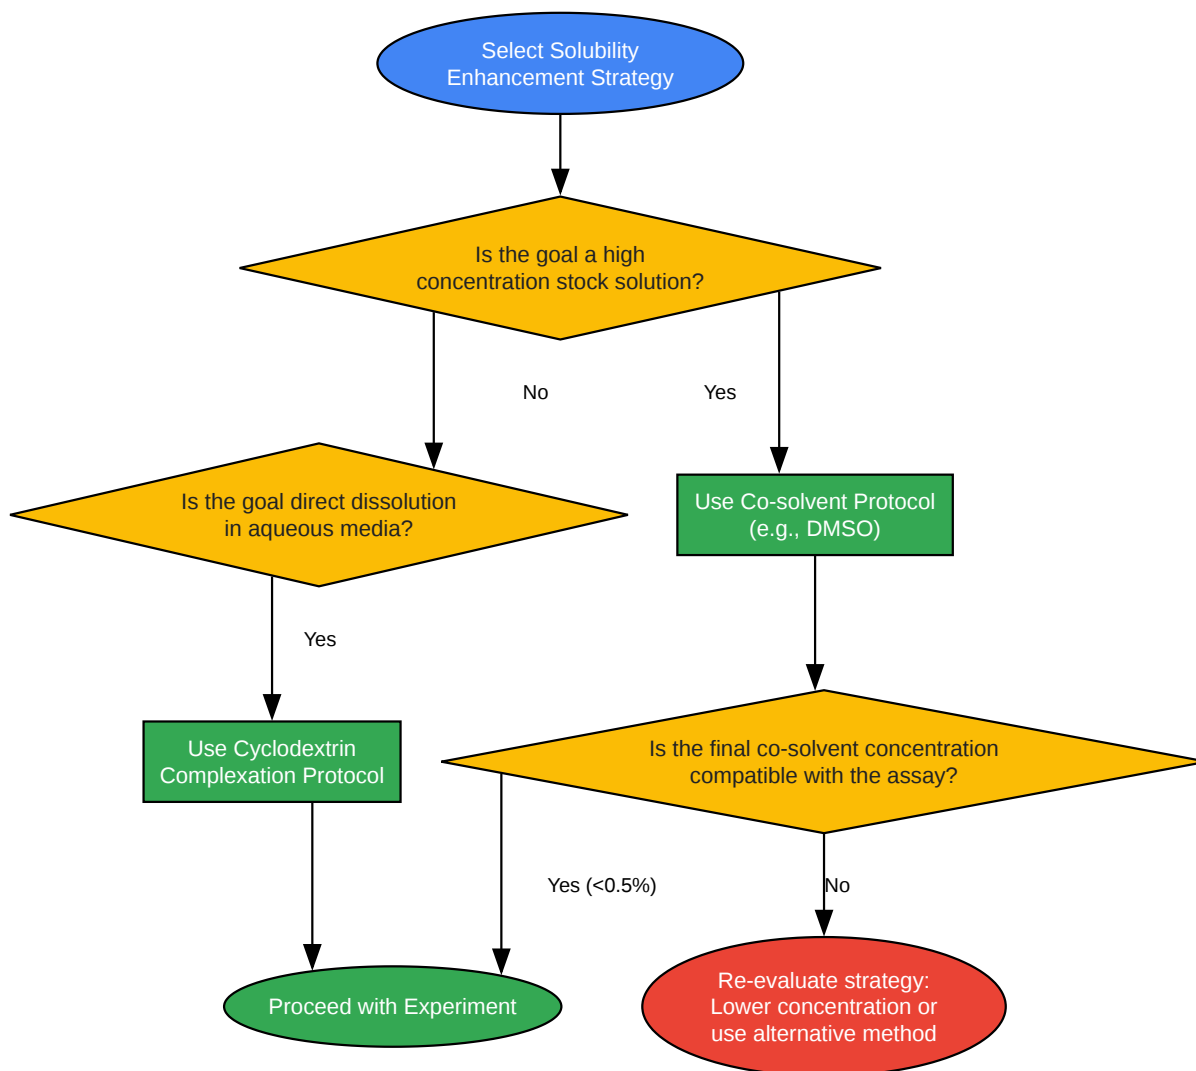 Select Solubility
Enhancement Strategy
Is the goal a high
concentration stock solution?
No
Yes
Is the goal direct dissolution
in aqueous media?
Use Co-solvent Protocol
(e.g., DMSO)
Yes
Use Cyclodextrin
Complexation Protocol
Is the final co-solvent concentration
compatible with the assay?
Yes (<0.5%)
No
Proceed with Experiment
Re-evaluate strategy:
Lower concentration or
use alternative method